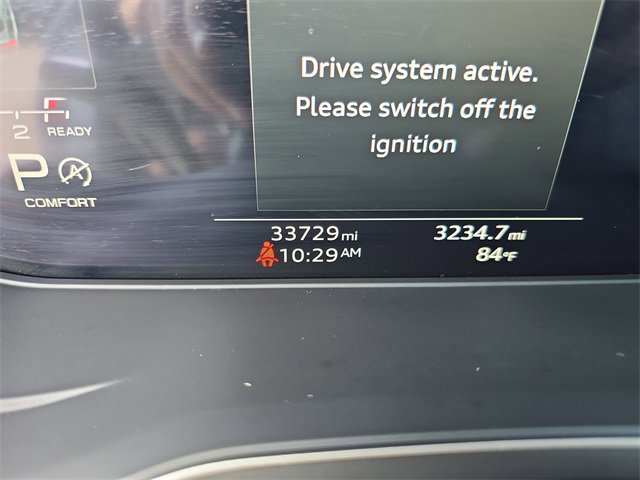 Drive system active.
Please switch off the
ignition
2 READY
P A
COMFORT
33729 mi 3234.7 mi
10:29 AM 84°F